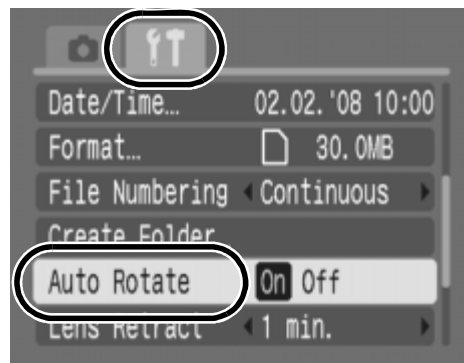 Date/Time... 02.02.'08 10:00
Format... 30.0MB
File Numbering Continuous
Create Folder
Auto Rotate On Off
Lens Retract 1 min.